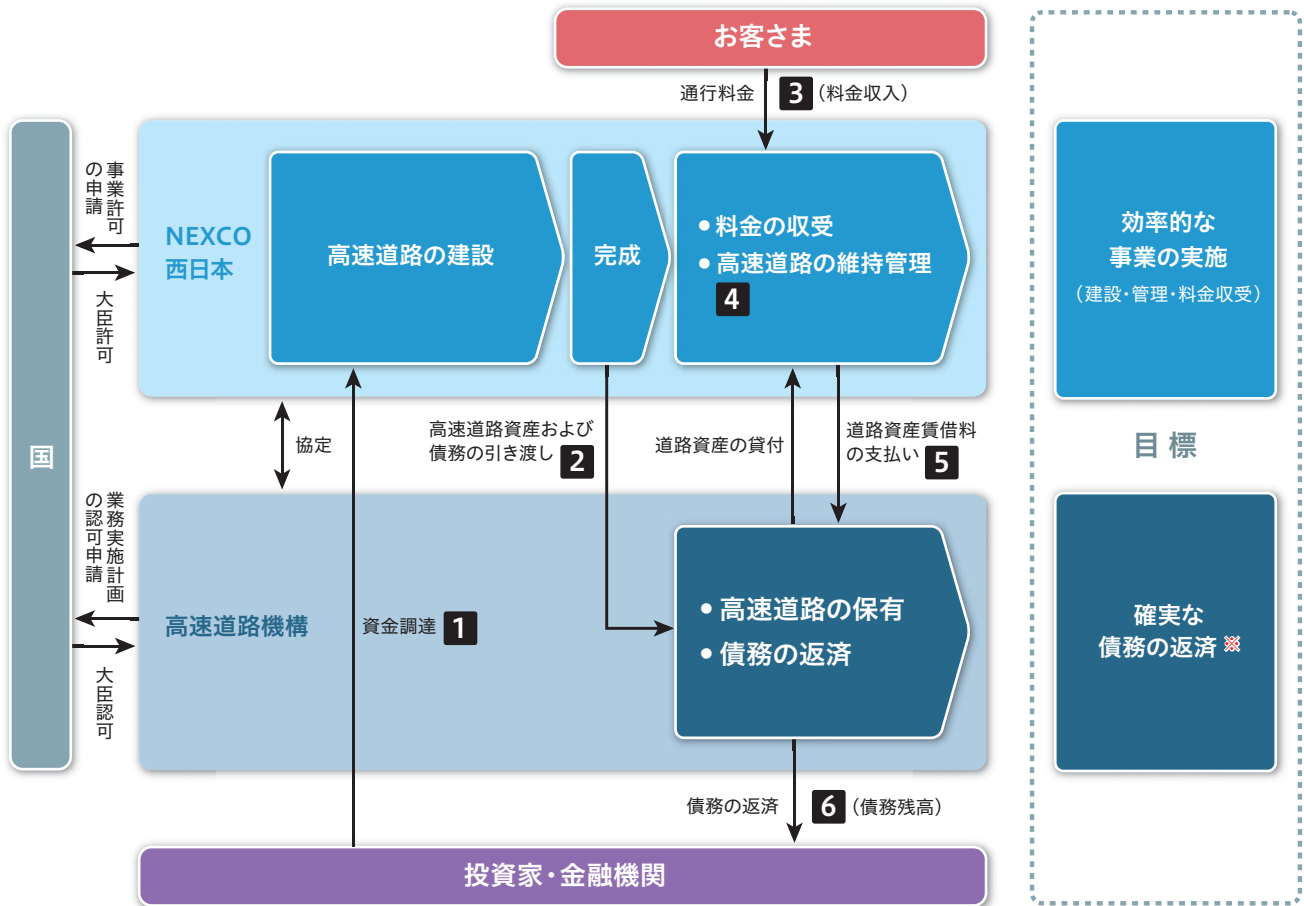 お客さま
通行料金 3 (料金収入)
国
事業許可
の申請
大臣許可
NEXCO
西日本
高速道路の建設
完成
• 料金の収受
• 高速道路の維持管理
4
協定
高速道路資産および
債務の引き渡し 2
道路資産の貸付
道路資産賃借料
の支払い 5
業務実施計画
の認可申請
大臣認可
高速道路機構
資金調達 1
• 高速道路の保有
• 債務の返済
債務の返済 6 (債務残高)
投資家・金融機関
効率的な
事業の実施
(建設・管理・料金収受)
目標
確実な
債務の返済※